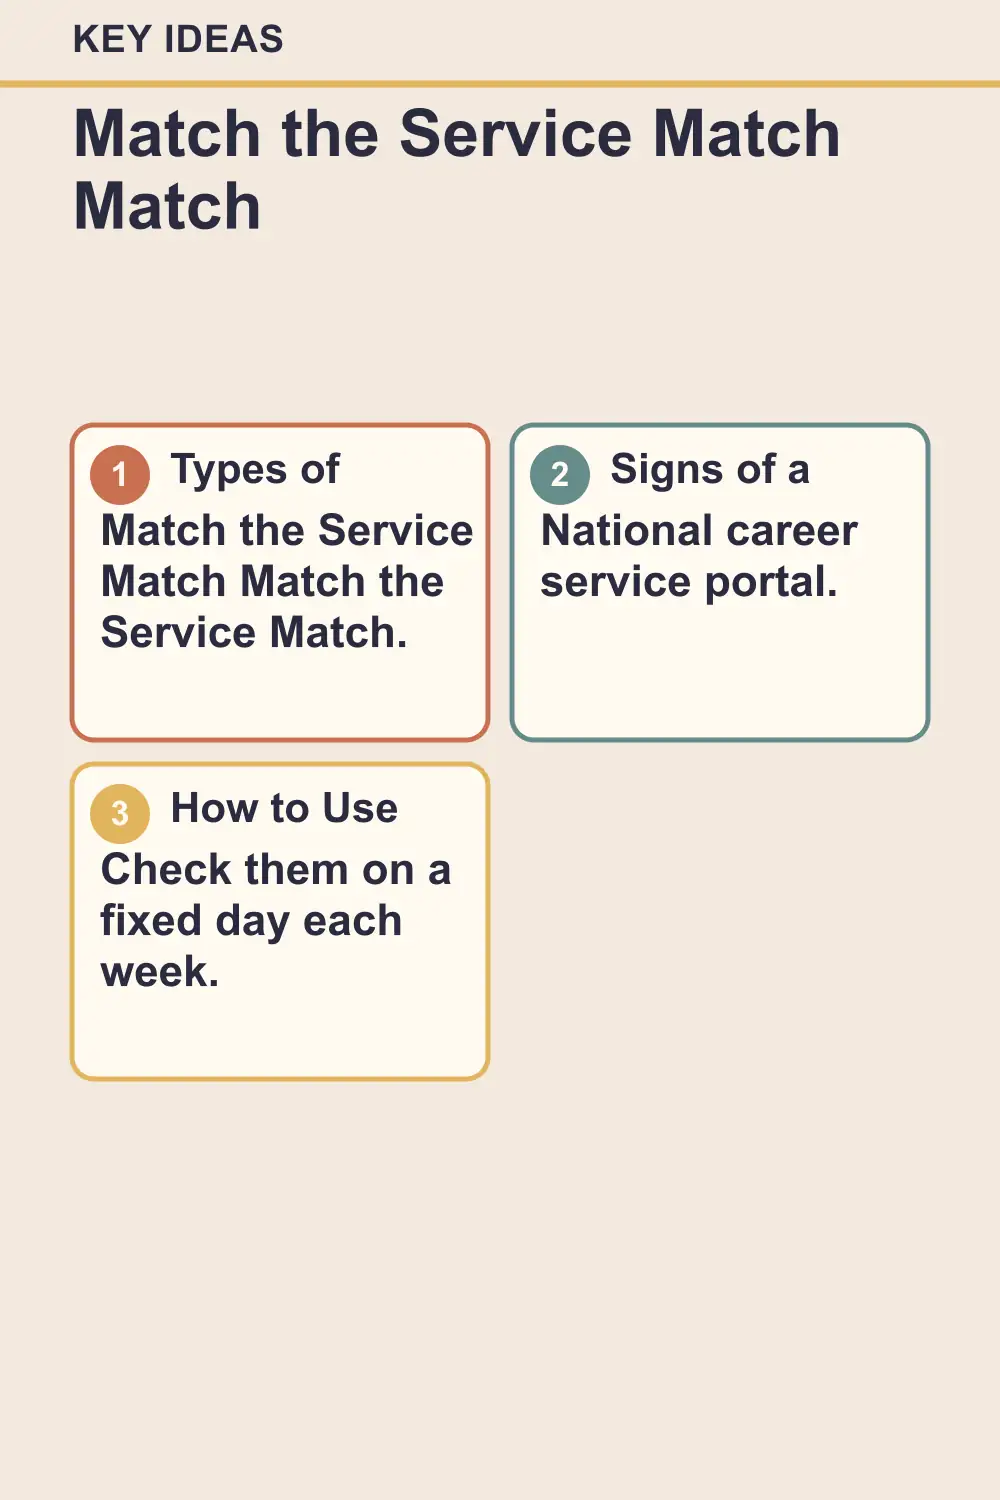 KEY IDEAS
Match the Service Match
Match
1 Types of
Match the Service
Match Match the
Service Match.
2 Signs of a
National career
service portal.
3 How to Use
Check them on a
fixed day each
week.